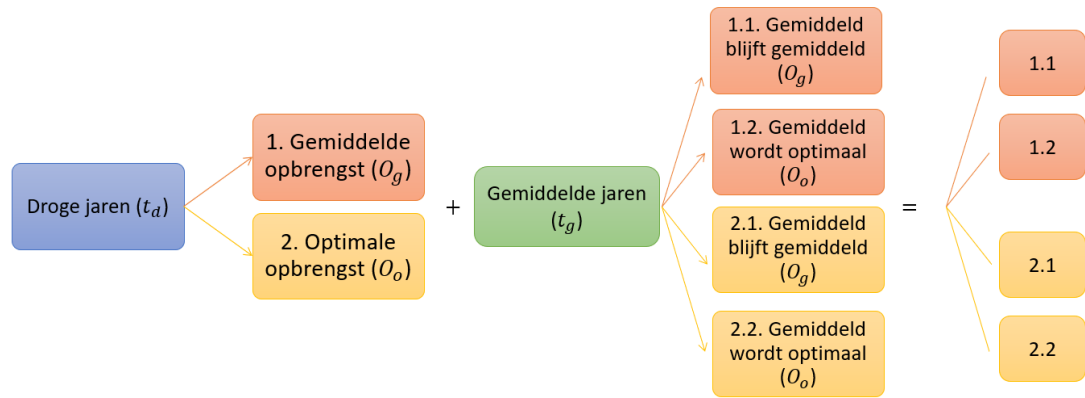 Droge jaren (t_d)
1. Gemiddelde
opbrengst (O_g)
2. Optimale
opbrengst (O_o)
+
Gemiddelde jaren
(t_g)
1.1. Gemiddeld
blijft gemiddeld
(O_g)
1.2. Gemiddeld
wordt optimaal
(O_o)
2.1. Gemiddeld
blijft gemiddeld
(O_g)
2.2. Gemiddeld
wordt optimaal
(O_o)
=
1.1
1.2
2.1
2.2